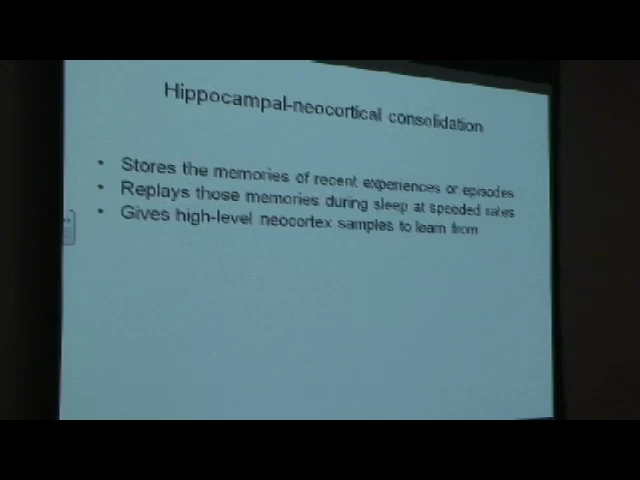 Hippocampal-neocortical consolidation
• Stores the memories of recent experiences or episodes
• Replays those memories during sleep at speeded rates
• Gives high-level neocortex samples to learn from